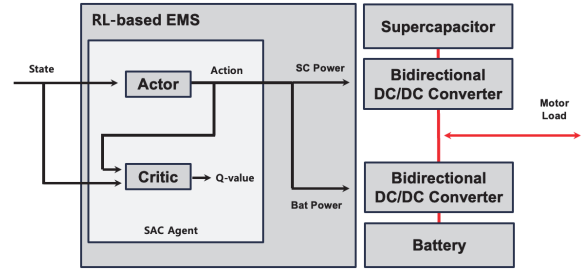 RL-based EMS
State
Actor
Action
SC Power
Critic
Q-value
Bat Power
SAC Agent
Supercapacitor
Bidirectional
DC/DC Converter
Motor
Load
Bidirectional
DC/DC Converter
Battery